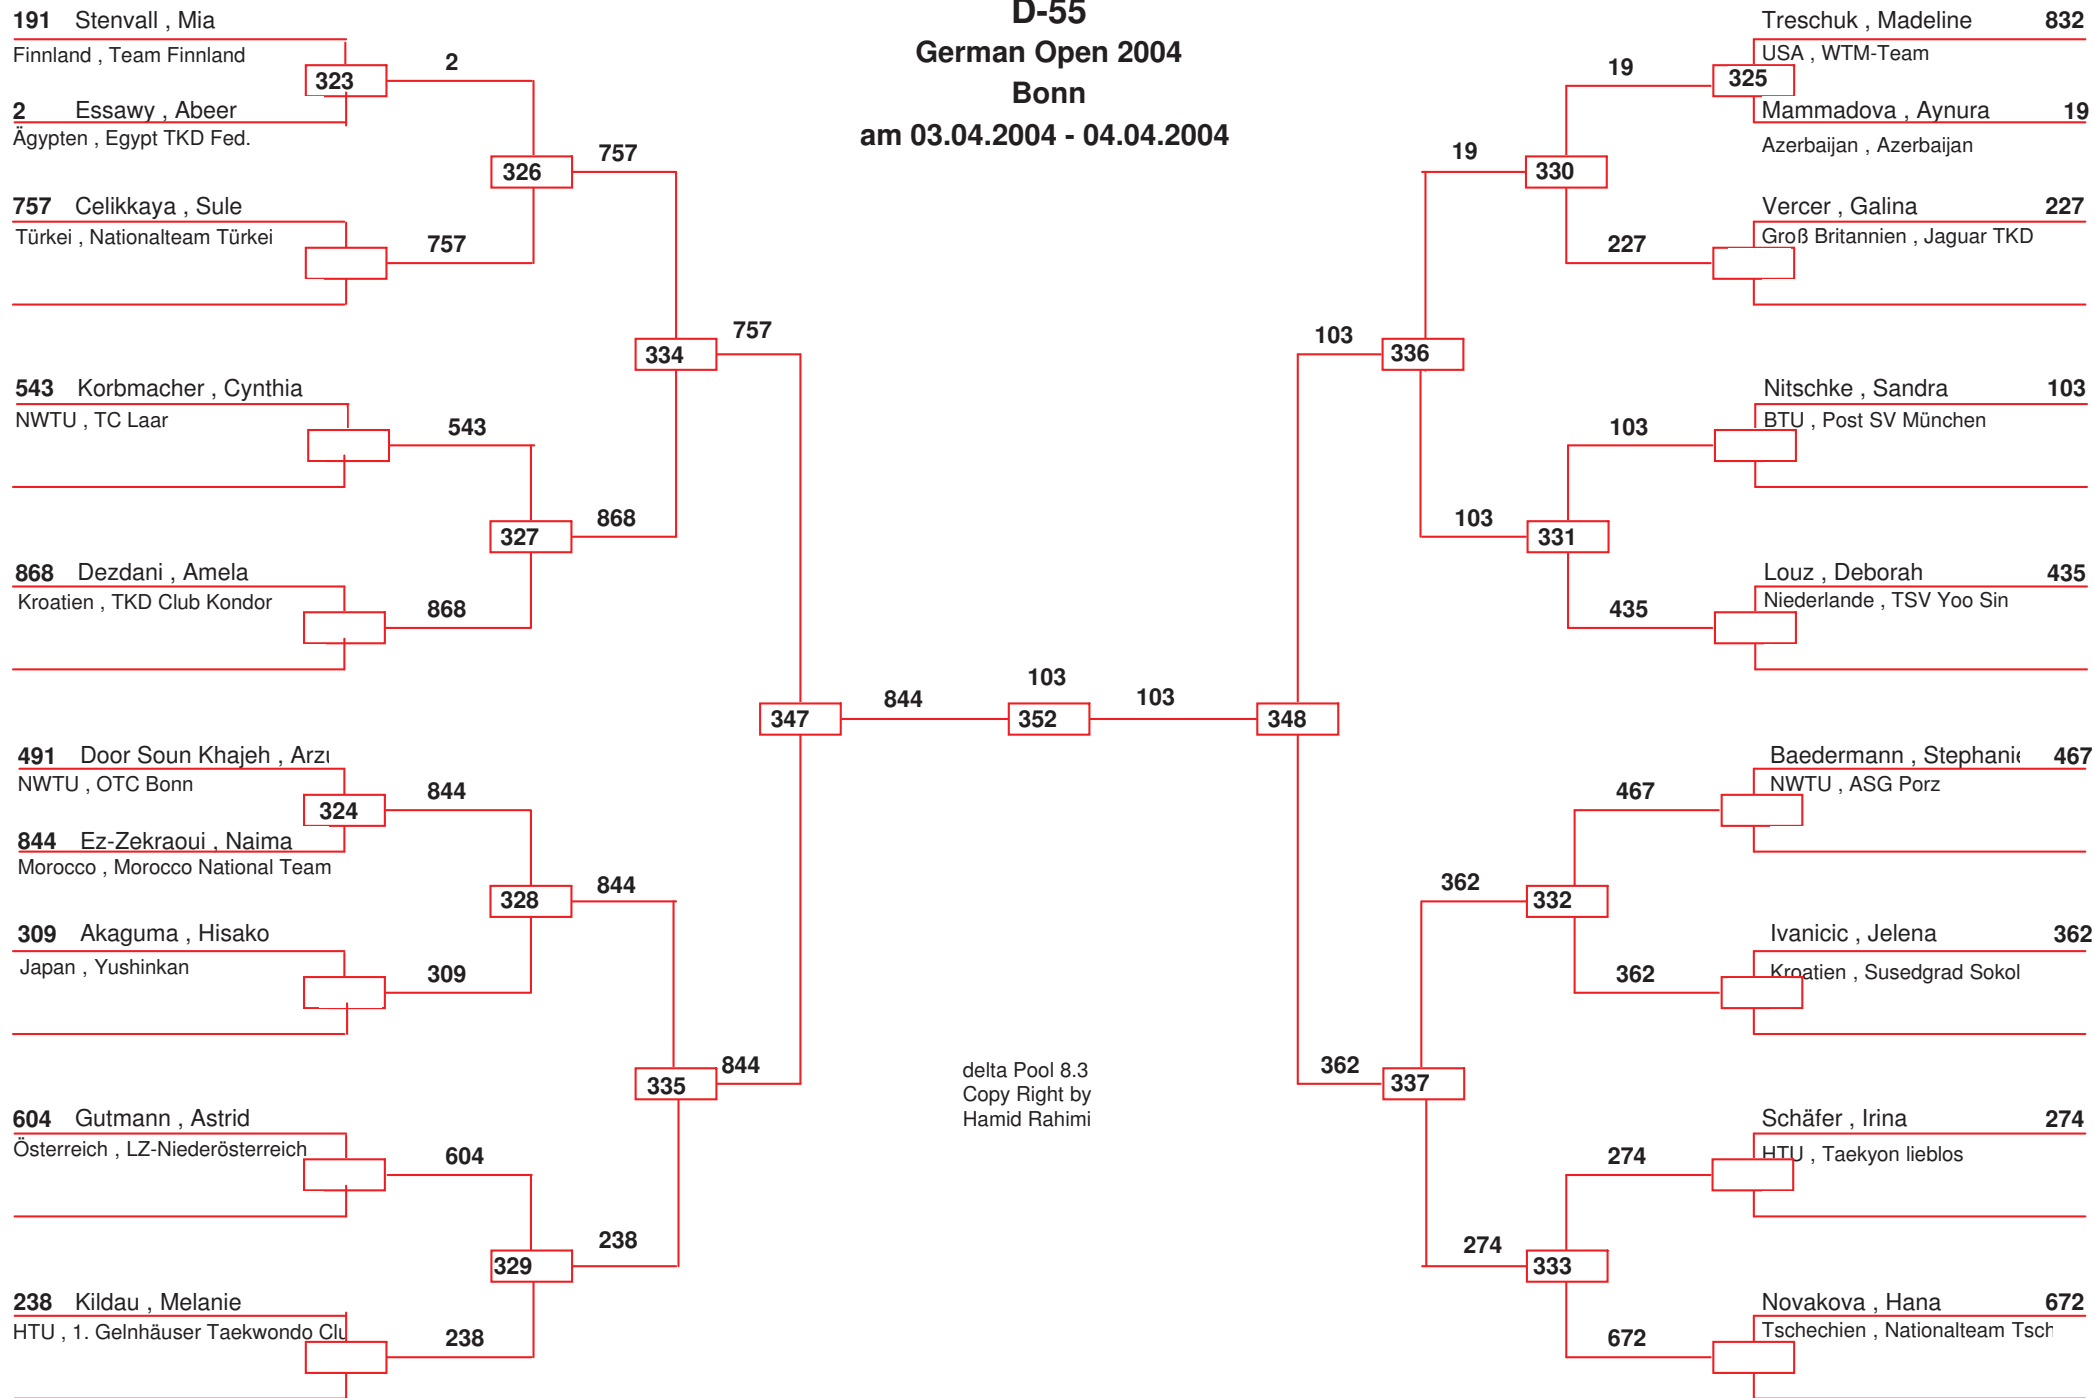 D-55
German Open 2004
Bonn
am 03.04.2004 - 04.04.2004
191 Stenvall , Mia
Finnland , Team Finnland
323
2
2 Essawy , Abeer
Ägypten , Egypt TKD Fed.
326
757
757 Celikkaya , Sule
Türkei , Nationalteam Türkei
757
334
757
543 Korbmacher , Cynthia
NWTU , TC Laar
543
327
868
868 Dezdani , Amela
Kroatien , TKD Club Kondor
868
347
844
491 Door Soun Khajeh , Arzu
NWTU , OTC Bonn
324
844
844 Ez-Zekraoui , Naima
Morocco , Morocco National Team
328
844
309 Akaguma , Hisako
Japan , Yushinkan
309
335
844
604 Gutmann , Astrid
Österreich , LZ-Niederösterreich
604
329
238
238 Kildau , Melanie
HTU , 1. Gelnhäuser Taekwondo Clu
238
103
352
103
348
delta Pool 8.3
Copy Right by
Hamid Rahimi
Treschuk , Madeline 832
USA , WTM-Team
19
325
Mammadova , Aynura 19
Azerbaijan , Azerbaijan
19
330
Vercer , Galina 227
Groß Britannien , Jaguar TKD
227
103
336
Nitschke , Sandra 103
BTU , Post SV München
103
103
331
Louz , Deborah 435
Niederlande , TSV Yoo Sin
435
Baedermann , Stephanie 467
NWTU , ASG Porz
467
362
332
Ivanicic , Jelena 362
Kroatien , Susedgrad Sokol
362
362
337
Schäfer , Irina 274
HTU , Taekyon lieblos
274
274
333
Novakova , Hana 672
Tschechien , Nationalteam Tsch
672